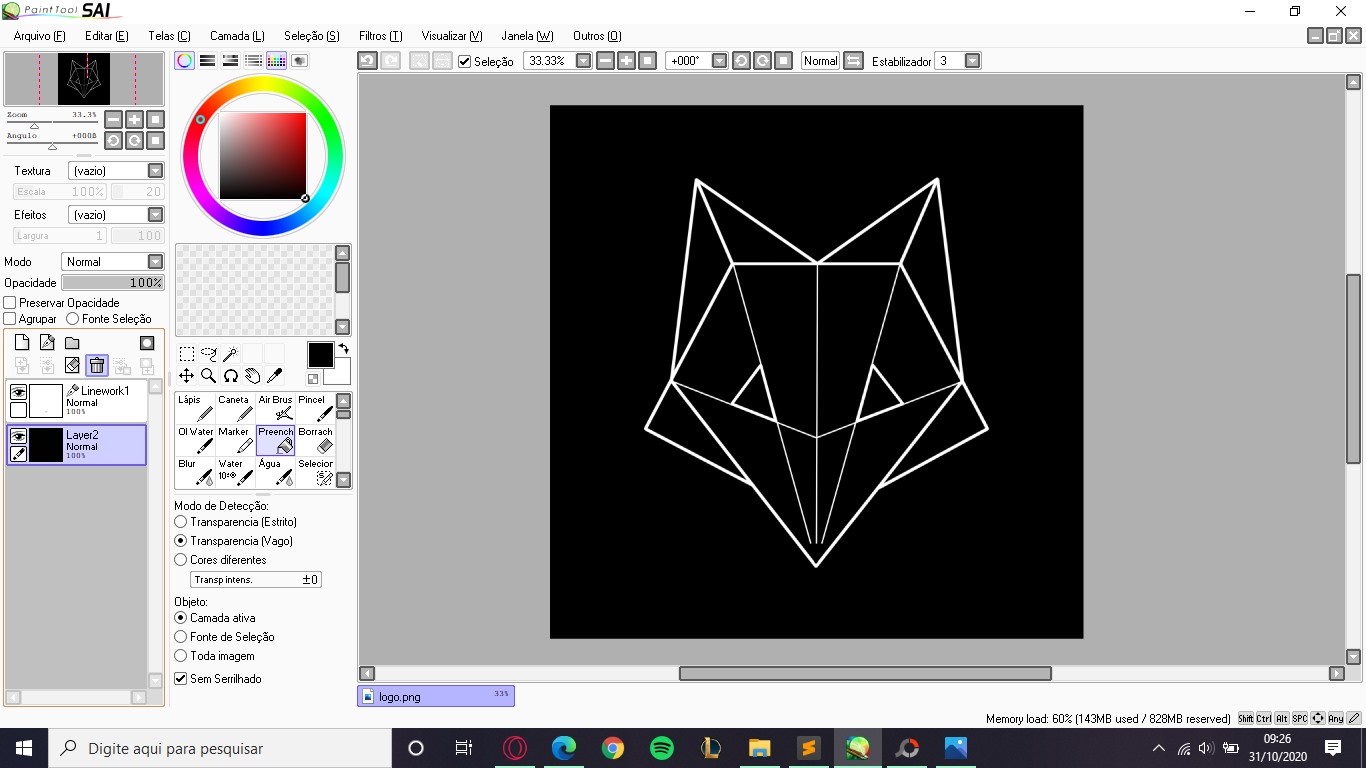 PaintTool SAI
Arquivo (F) Editar (E) Telas (C) Camada (L) Seleção (S) Filtros (T) Visualizar (V) Janela (W) Outros (O)
Seleção 33.33% +000° Normal Estabilizador 3
Zoom 33.3%
Angulo +000ß
Textura (vazio)
Escala 100% 20
Efeitos (vazio)
Largura 1 100
Modo Normal
Opacidade 100%
Preservar Opacidade
Agrupar Fonte Seleção
Linework1
Normal
100%
Layer2
Normal
100%
Lápis Caneta Air Brus Pincel
Ol Water Marker Preench Borrach
Blur Water Água Selecior
10:
Modo de Detecção:
Transparencia (Estrito)
Transparencia (Vago)
Cores diferentes
Transp intens. ±0
Objeto:
Camada ativa
Fonte de Seleção
Toda imagem
Sem Serrilhado
logo.png 33%
Memory load: 60% (143MB used / 828MB reserved) Shift Ctrl Alt SPC Any
Digite aqui para pesquisar
09:26
31/10/2020